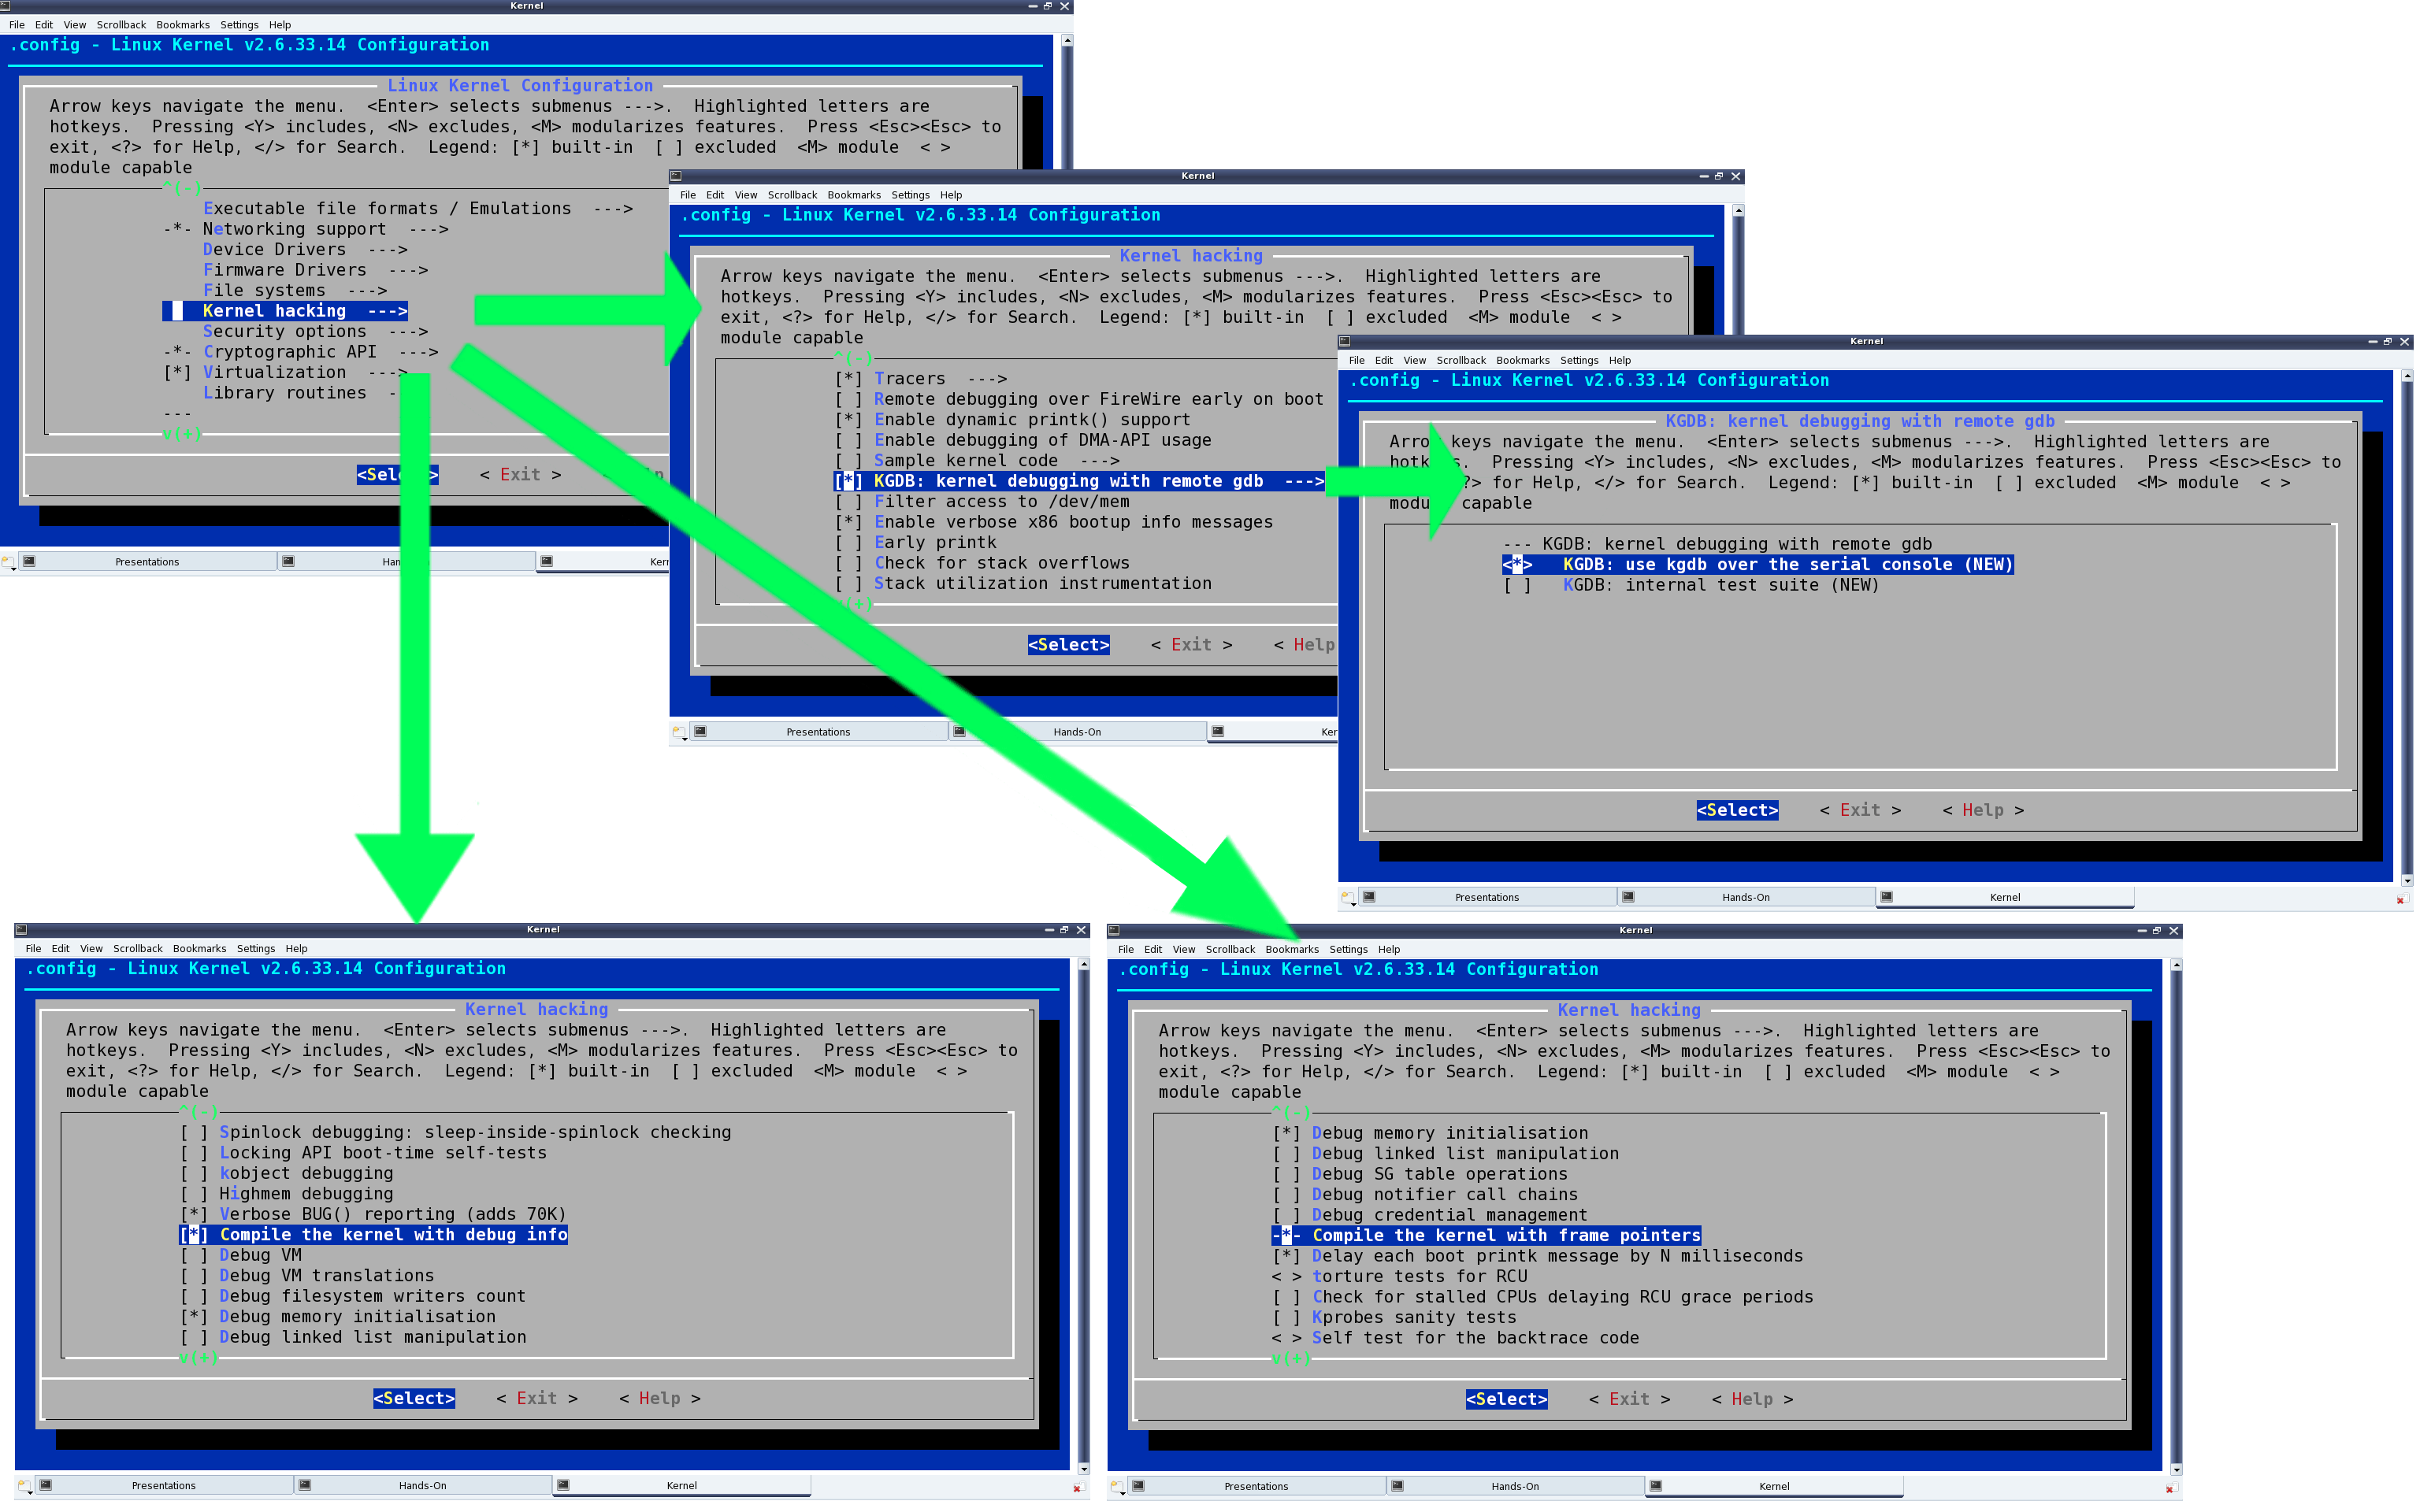 Kernel
File Edit View Scrollback Bookmarks Settings Help
.config - Linux Kernel v2.6.33.14 Configuration
Linux Kernel Configuration
Arrow keys navigate the menu. <Enter> selects submenus --->. Highlighted letters are
hotkeys. Pressing <Y> includes, <N> excludes, <M> modularizes features. Press <Esc><Esc> to
exit, <?> for Help, </> for Search. Legend: [*] built-in [ ] excluded <M> module < >
module capable
^(-)
Executable file formats / Emulations --->
-*- Networking support --->
Device Drivers --->
Firmware Drivers --->
File systems --->
Kernel hacking --->
Security options --->
-*- Cryptographic API --->
[*] Virtualization --->
Library routines -
---
v(+)
< Exit >
Presentations
Kernel
File Edit View Scrollback Bookmarks Settings Help
.config - Linux Kernel v2.6.33.14 Configuration
Kernel hacking
Arrow keys navigate the menu. <Enter> selects submenus --->. Highlighted letters are
hotkeys. Pressing <Y> includes, <N> excludes, <M> modularizes features. Press <Esc><Esc> to
exit, <?> for Help, </> for Search. Legend: [*] built-in [ ] excluded <M> module < >
module capable
^(-)
[*] Tracers --->
[ ] Remote debugging over FireWire early on boot
[*] Enable dynamic printk() support
[ ] Enable debugging of DMA-API usage
[ ] Sample kernel code --->
[*] KGDB: kernel debugging with remote gdb --->
[ ] Filter access to /dev/mem
[*] Enable verbose x86 bootup info messages
[ ] Early printk
[ ] Check for stack overflows
[ ] Stack utilization instrumentation
<Select> < Exit > < Help
Presentations Hands-On
Kernel
File Edit View Scrollback Bookmarks Settings Help
.config - Linux Kernel v2.6.33.14 Configuration
KGDB: kernel debugging with remote gdb
keys navigate the menu. <Enter> selects submenus --->. Highlighted letters are
Pressing <Y> includes, <N> excludes, <M> modularizes features. Press <Esc><Esc> to
for Help, </> for Search. Legend: [*] built-in [ ] excluded <M> module < >
capable
--- KGDB: kernel debugging with remote gdb
<*> KGDB: use kgdb over the serial console (NEW)
[ ] KGDB: internal test suite (NEW)
<Select> < Exit > < Help >
Presentations Hands-On Kernel
Kernel
File Edit View Scrollback Bookmarks Settings Help
.config - Linux Kernel v2.6.33.14 Configuration
Kernel hacking
Arrow keys navigate the menu. <Enter> selects submenus --->. Highlighted letters are
hotkeys. Pressing <Y> includes, <N> excludes, <M> modularizes features. Press <Esc><Esc> to
exit, <?> for Help, </> for Search. Legend: [*] built-in [ ] excluded <M> module < >
module capable
^(-)
[ ] Spinlock debugging: sleep-inside-spinlock checking
[ ] Locking API boot-time self-tests
[ ] kobject debugging
[ ] Highmem debugging
[*] Verbose BUG() reporting (adds 70K)
[*] Compile the kernel with debug info
[ ] Debug VM
[ ] Debug VM translations
[ ] Debug filesystem writers count
[*] Debug memory initialisation
[ ] Debug linked list manipulation
v(+)
<Select> < Exit > < Help >
Presentations Hands-On Kernel
Kernel
File Edit View Scrollback Bookmarks Settings Help
.config - Linux Kernel v2.6.33.14 Configuration
Kernel hacking
Arrow keys navigate the menu. <Enter> selects submenus --->. Highlighted letters are
hotkeys. Pressing <Y> includes, <N> excludes, <M> modularizes features. Press <Esc><Esc> to
exit, <?> for Help, </> for Search. Legend: [*] built-in [ ] excluded <M> module < >
module capable
^(-)
[*] Debug memory initialisation
[ ] Debug linked list manipulation
[ ] Debug SG table operations
[ ] Debug notifier call chains
[ ] Debug credential management
-*- Compile the kernel with frame pointers
[*] Delay each boot printk message by N milliseconds
< > torture tests for RCU
[ ] Check for stalled CPUs delaying RCU grace periods
[ ] Kprobes sanity tests
< > Self test for the backtrace code
v(+)
<Select> < Exit > < Help >
Presentations Hands-On Kernel